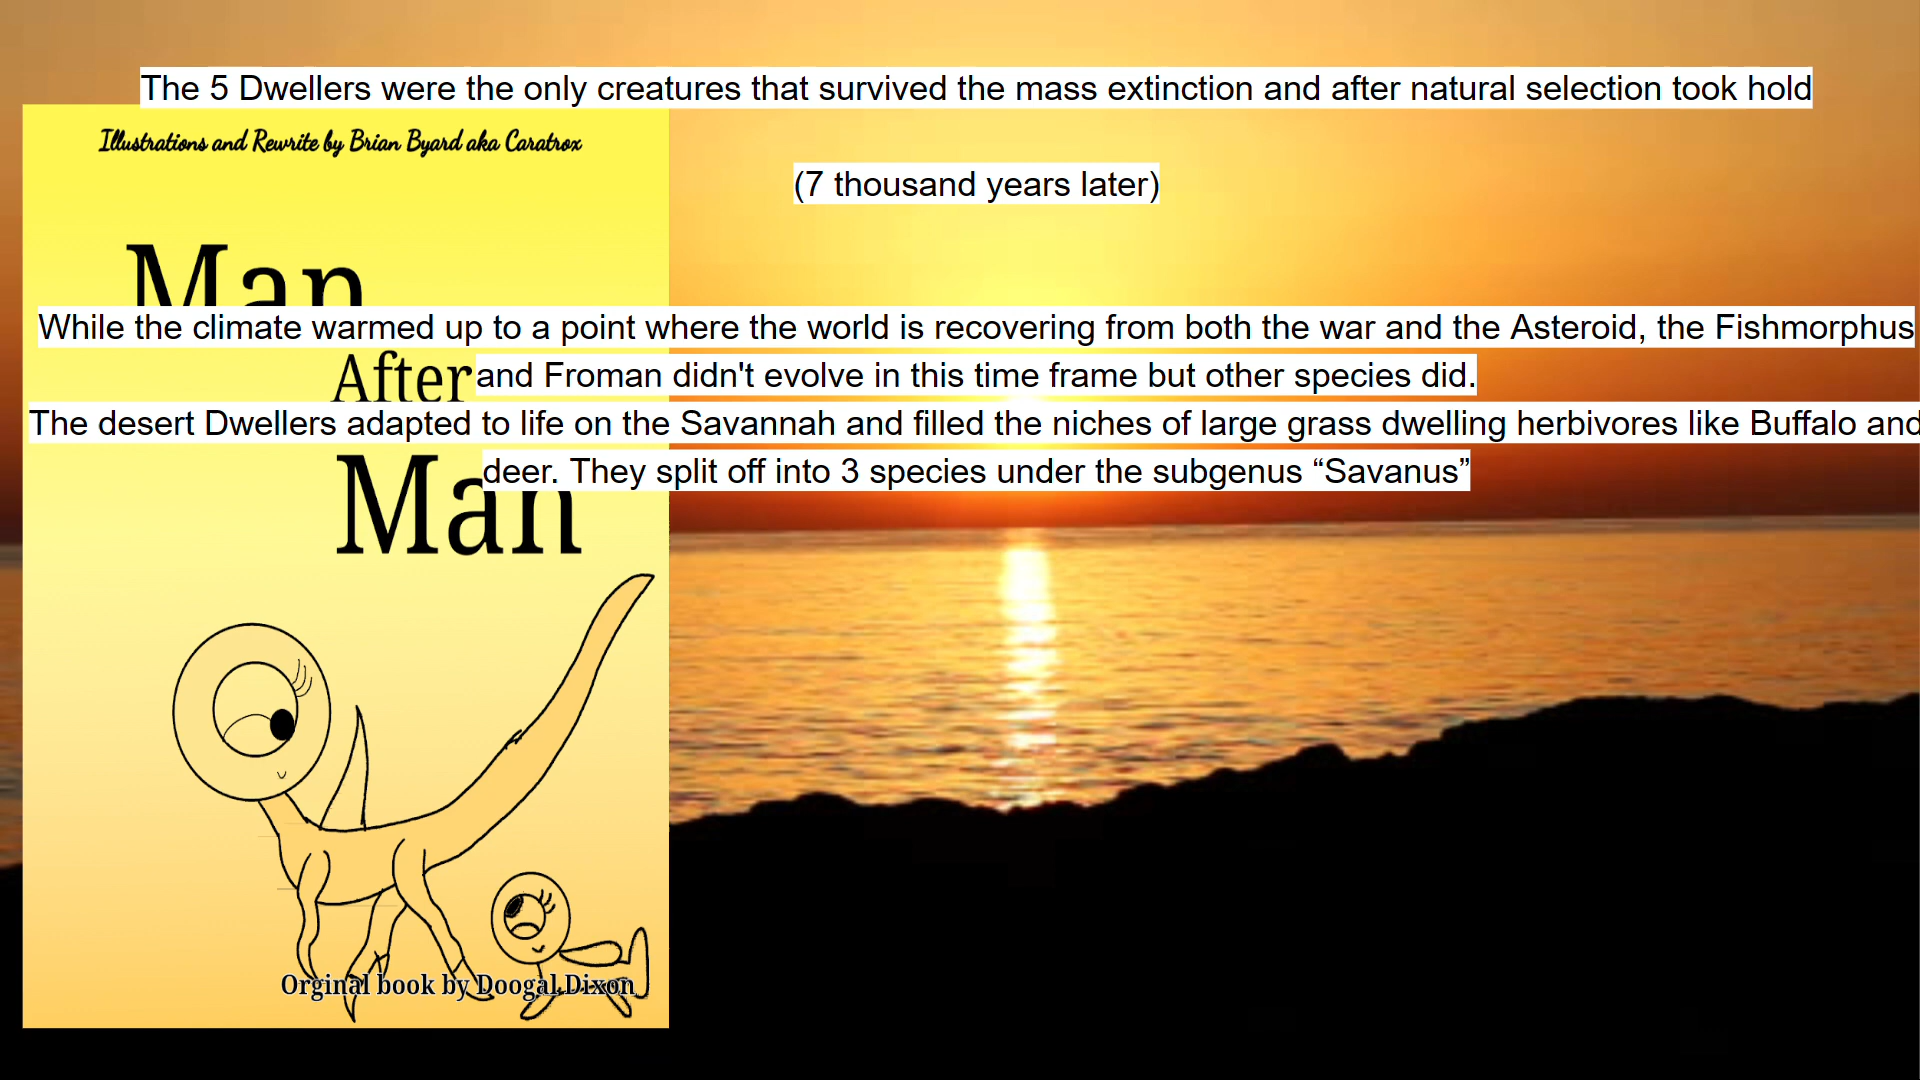 The 5 Dwellers were the only creatures that survived the mass extinction and after natural selection took hold
Illustrations and Rewrite by Brian Byard aka Caratrox
(7 thousand years later)
Man
While the climate warmed up to a point where the world is recovering from both the war and the Asteroid, the Fishmorphus
After
and Froman didn't evolve in this time frame but other species did.
The desert Dwellers adapted to life on the Savannah and filled the niches of large grass dwelling herbivores like Buffalo and
deer. They split off into 3 species under the subgenus “Savanus”
Man
Orginal book by Doogal Dixon